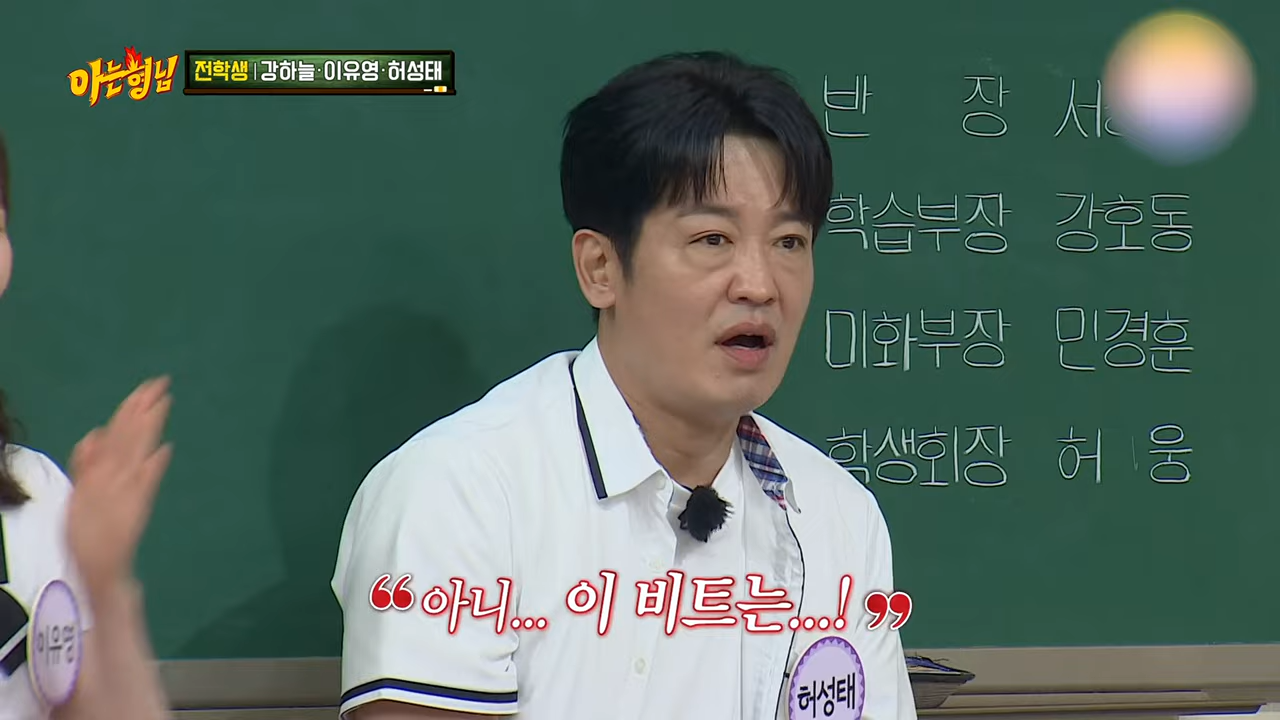 아는형님
전학생 | 강하늘·이유영·허성태
반 장 서
학습부장 강호동
미화부장 민경훈
학생회장 허 웅
“아니... 이 비트는...!”
이유영
허성태